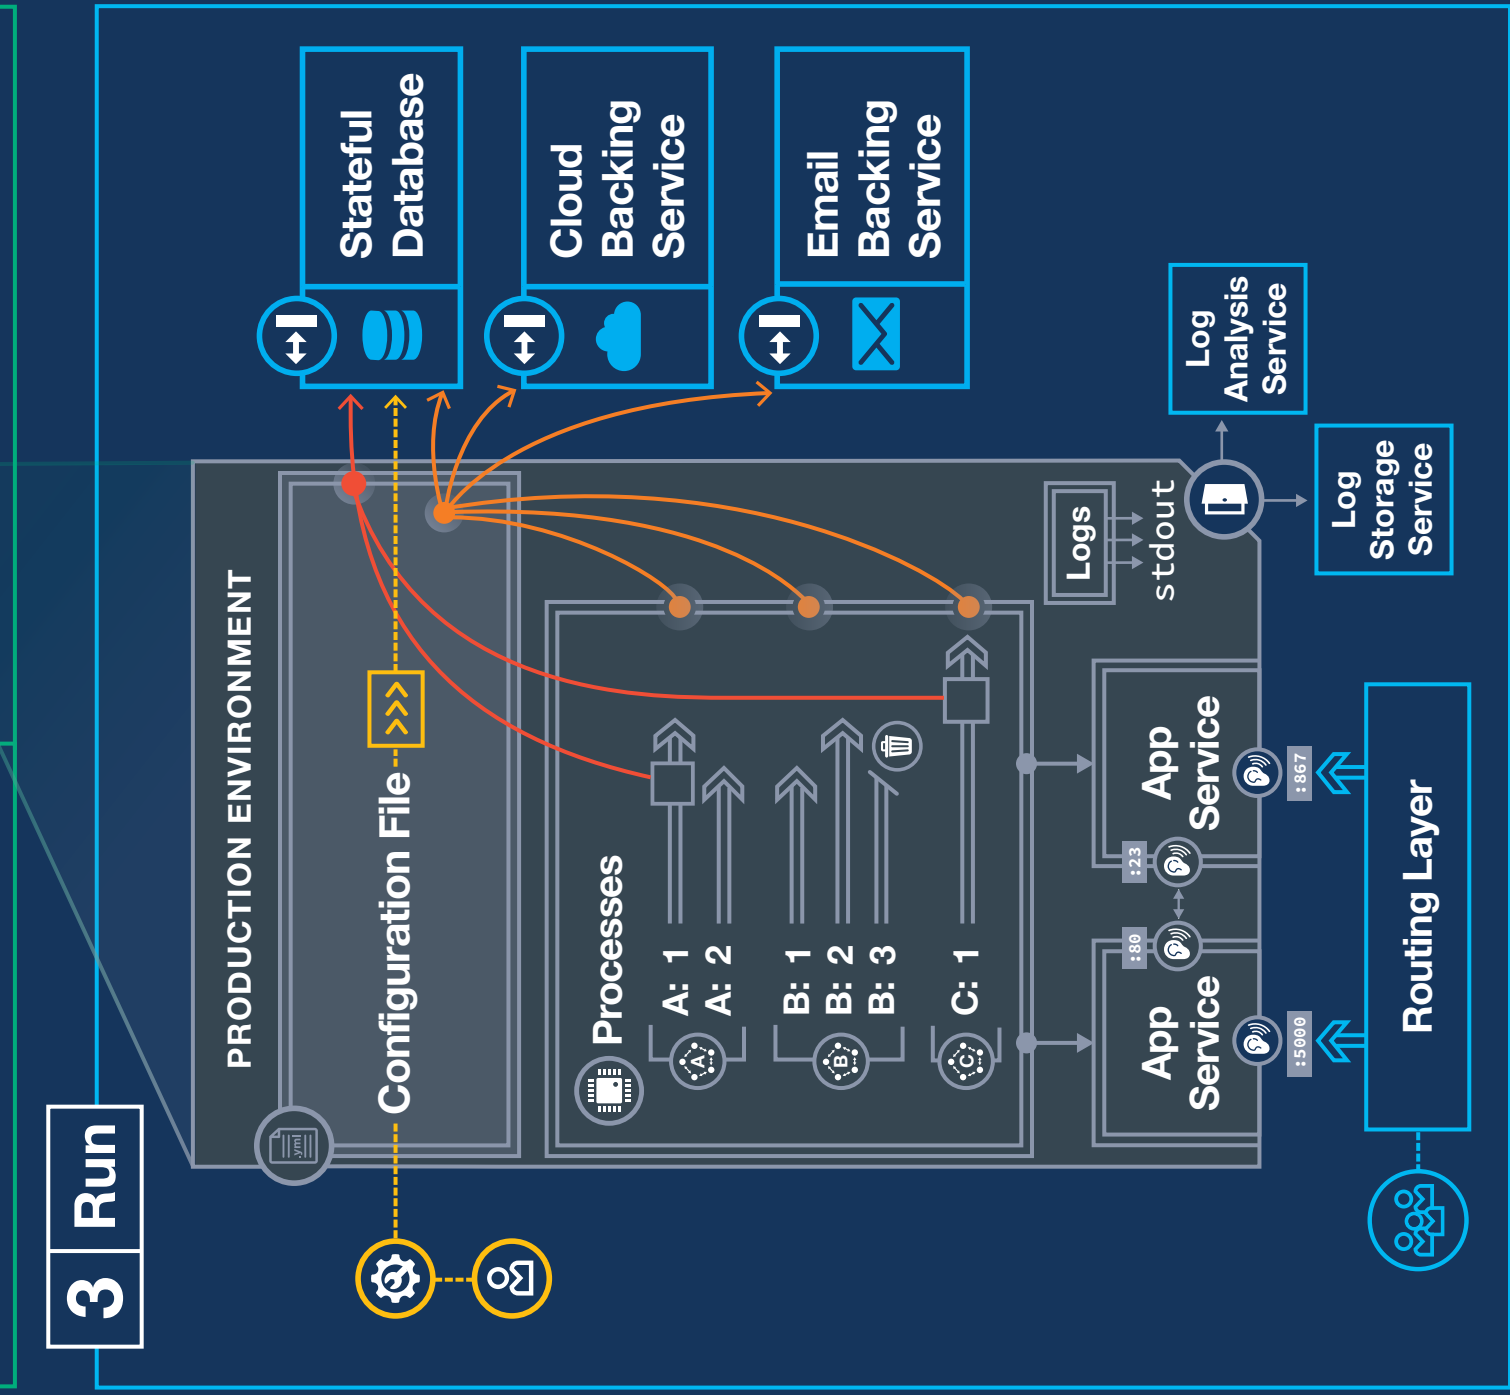 3 Run
PRODUCTION ENVIRONMENT
.yml
Configuration File
Stateful
Database
Cloud
Backing
Service
Email
Backing
Service
Processes
A
A: 1
A: 2
B
B: 1
B: 2
B: 3
C
C: 1
Logs
stdout
Log
Analysis
Service
Log
Storage
Service
App
Service
:80
:5000
App
Service
:23
:867
Routing Layer